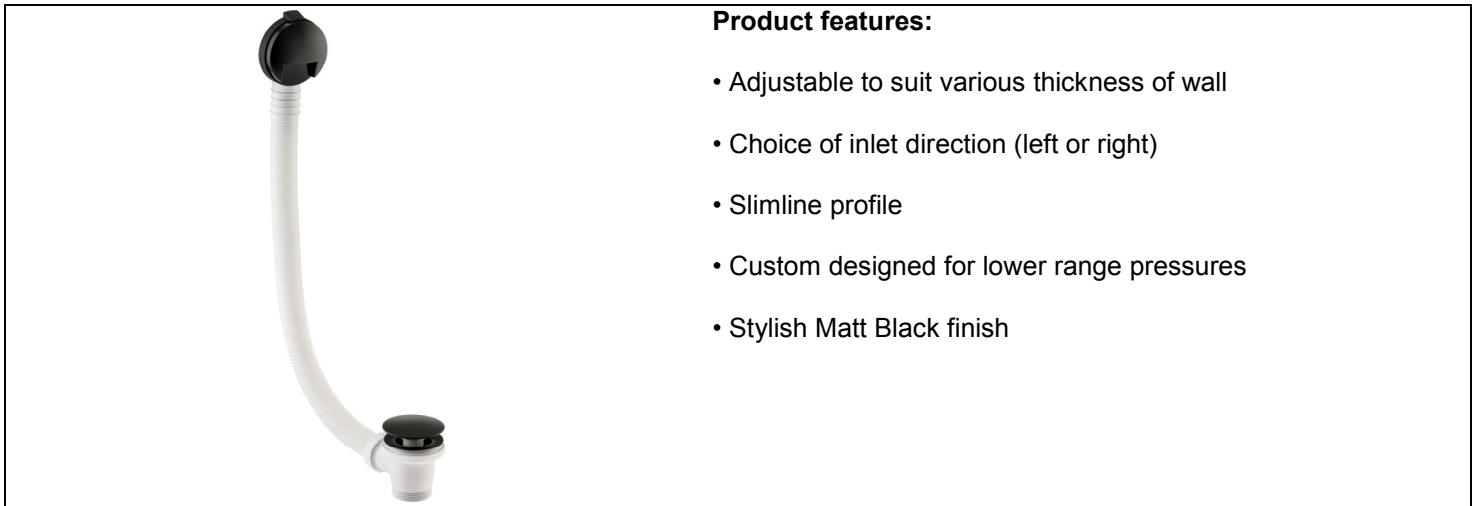 Product features:
• Adjustable to suit various thickness of wall
• Choice of inlet direction (left or right)
• Slimline profile
• Custom designed for lower range pressures
• Stylish Matt Black finish